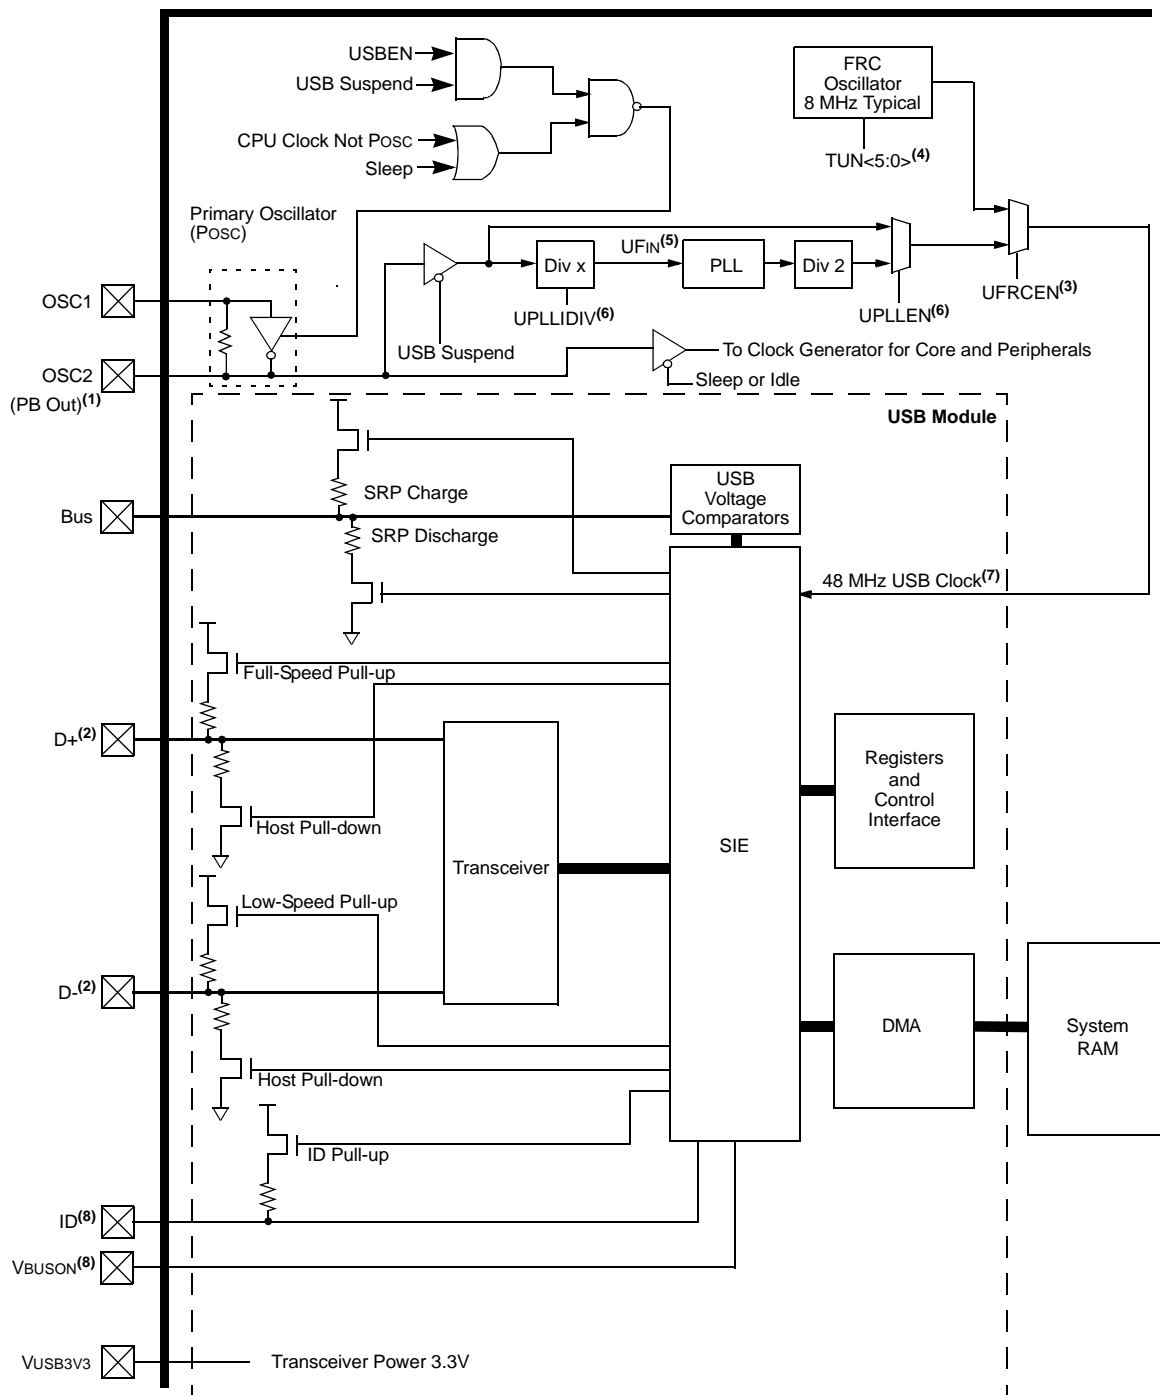 USBEN
USB Suspend
CPU Clock Not POSC
Sleep
FRC
Oscillator
8 MHz Typical
TUN<5:0>(4)
Primary Oscillator
(POSC)
UFIN(5)
Div x
PLL
Div 2
UFRCEN(3)
OSC1
UPLLIDIV(6)
UPLLEN(6)
USB Suspend
To Clock Generator for Core and Peripherals
OSC2
(PB Out)(1)
Sleep or Idle
USB Module
USB
Voltage
Comparators
SRP Charge
Bus
SRP Discharge
48 MHz USB Clock(7)
Full-Speed Pull-up
D+(2)
Registers
and
Control
Interface
Host Pull-down
SIE
Transceiver
Low-Speed Pull-up
D-(2)
DMA
System
RAM
Host Pull-down
ID Pull-up
ID(8)
VBUSON(8)
VUSB3V3
Transceiver Power 3.3V